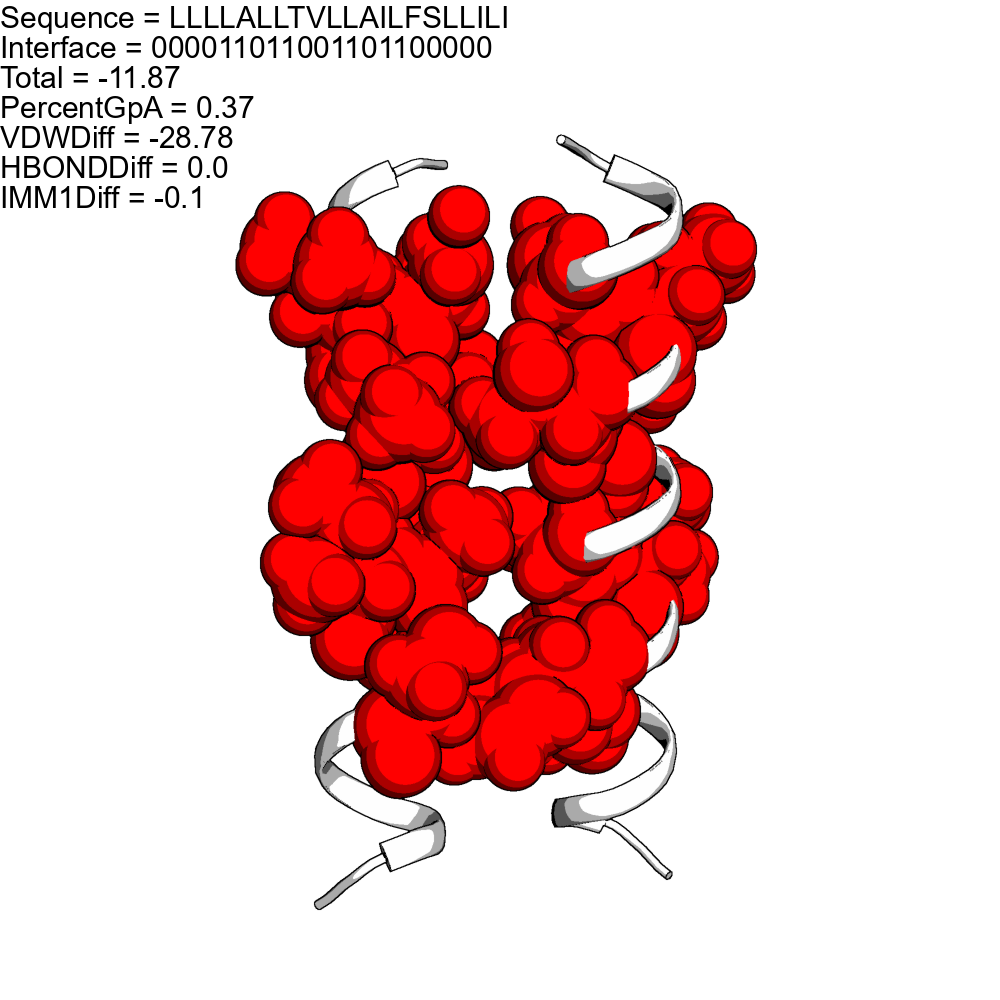 Sequence = LLLLALLTVLLAILFSLLILI
Interface = 000011011001101100000
Total = -11.87
PercentGpA = 0.37
VDWDiff = -28.78
HBONDDiff = 0.0
IMM1Diff = -0.1